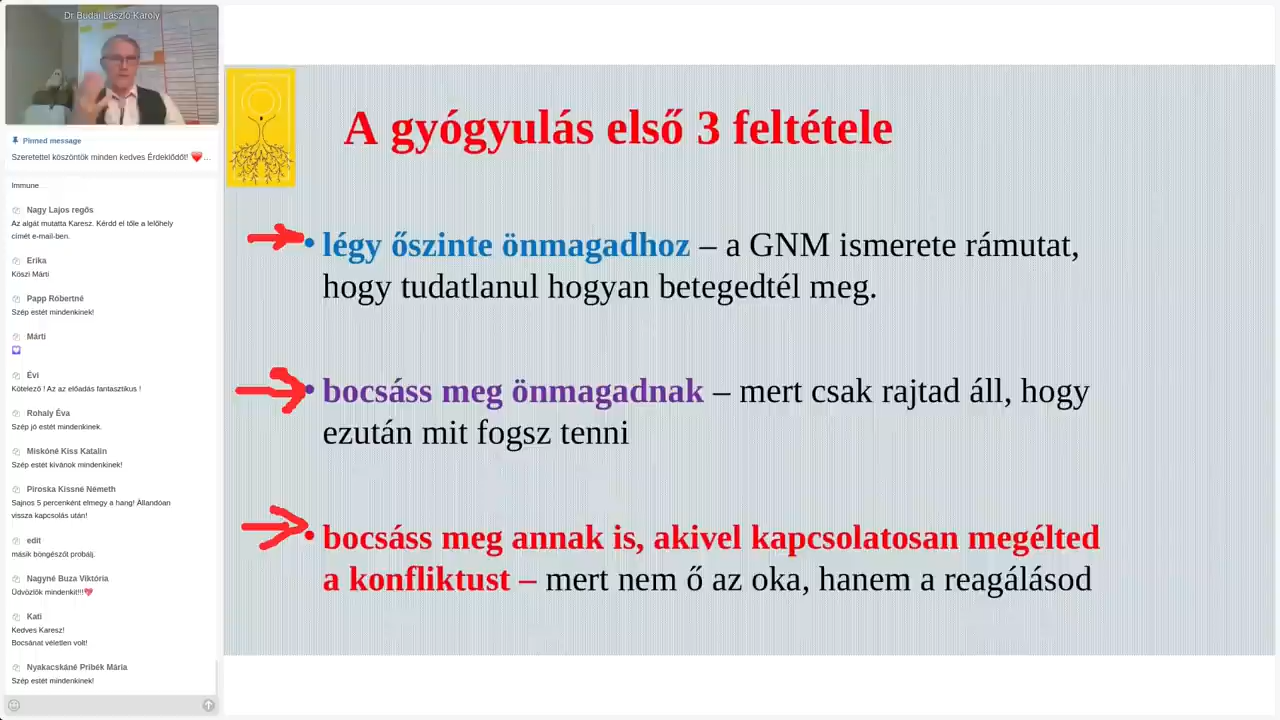 Dr Budai László Károly
Pinned message
Szeretettel köszöntök minden kedves Érdeklődőt! ❤️...
Immune
Nagy Lajos regős
Az algát mutatta Karesz. Kérdd el tőle a lelőhely
címét e-mail-ben.
Erika
Köszi Márti
Papp Róbertné
Szép estét mindenkinek!
Márti
💟
Évi
Kötelező ! Az az előadás fantasztikus !
Rohaly Éva
Szép jó estét mindenkinek.
Miskóné Kiss Katalin
Szép estét kívánok mindenkinek!
Piroska Kissné Németh
Sajnos 5 percenként elmegy a hang! Állandóan
vissza kapcsolás után!
edit
másik böngészőt probálj.
Nagyné Buza Viktória
Üdvözlök mindenkit!!!💖
Kati
Kedves Karesz!
Bocsánat véletlen volt!
Nyakacskáné Pribék Mária
Szép estét mindenkinek!
A gyógyulás első 3 feltétele
• légy őszinte önmagadhoz – a GNM ismerete rámutat,
hogy tudatlanul hogyan betegedtél meg.
• bocsáss meg önmagadnak – mert csak rajtad áll, hogy
ezután mit fogsz tenni
• bocsáss meg annak is, akivel kapcsolatosan megélted
a konfliktust – mert nem ő az oka, hanem a reagálásod